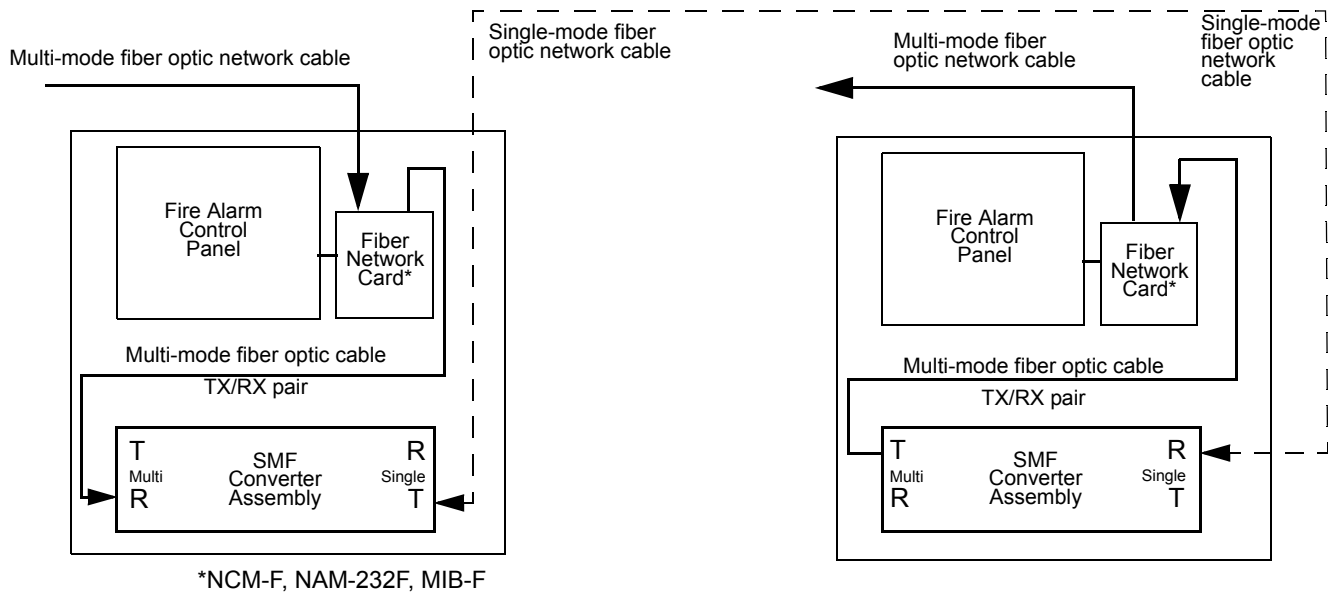 Multi-mode fiber optic network cable
Single-mode fiber
optic network cable
Multi-mode fiber
optic network cable
Single-mode
fiber optic
network
cable
Fire Alarm
Control
Panel
Fiber
Network
Card*
Multi-mode fiber optic cable
TX/RX pair
T
Multi
R
SMF
Converter
Assembly
R
Single
T
*NCM-F, NAM-232F, MIB-F
Fire Alarm
Control
Panel
Fiber
Network
Card*
Multi-mode fiber optic cable
TX/RX pair
T
Multi
R
SMF
Converter
Assembly
R
Single
T